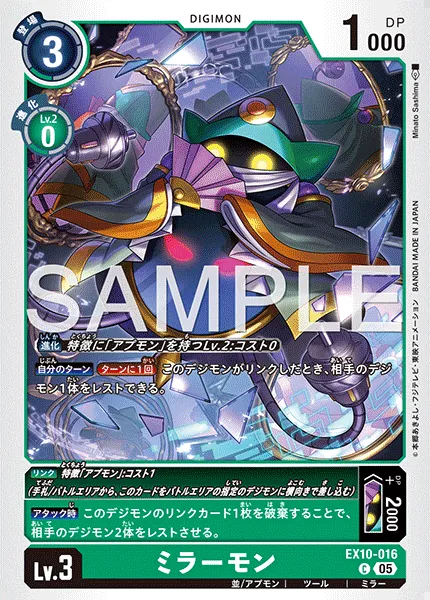 DIGIMON
登場
とうじょう
3
DP
1000
進化
しんか
Lv.2
0
Minato Sashima
SAMPLE
© 本郷あきよし・フジテレビ・東映アニメーション BANDAI MADE IN JAPAN
進化 特徴に「アプモン」を持つLv.2:コスト0
自分のターン ターンに1回 このデジモンがリンクしたとき、相手のデジ
モン1体をレストできる。
リンク 特徴「アプモン」:コスト1
(手札/バトルエリアから、このカードをバトルエリアの指定のデジモンに横向きで差し込む)
アタック時 このデジモンのリンクカード1枚を破棄することで、
相手のデジモン2体をレストさせる。
DP
+2000
Lv.3
ミラーモン
EX10-016
C 05
並/アプモン | ツール | ミラー